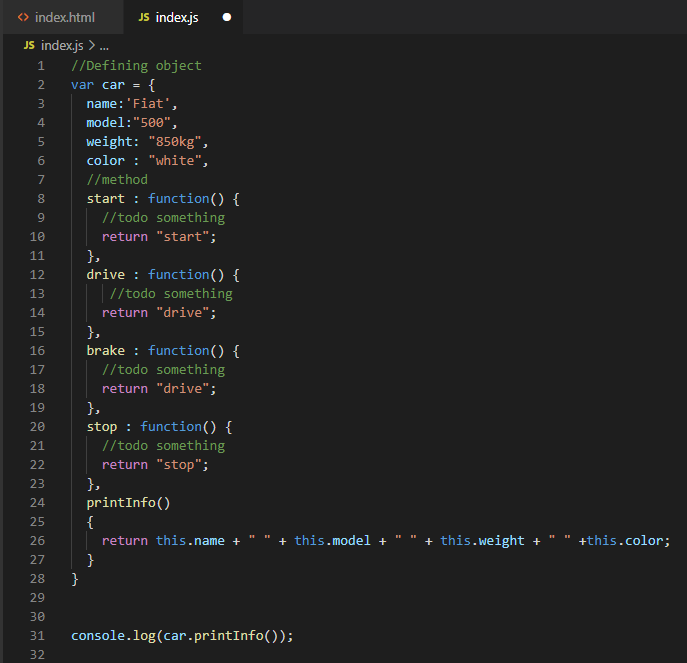 <> index.html JS index.js ●
JS index.js > ...
1 //Defining object
2 var car = {
3 name:'Fiat',
4 model:"500",
5 weight: "850kg",
6 color : "white",
7 //method
8 start : function() {
9 //todo something
10 return "start";
11 },
12 drive : function() {
13 //todo something
14 return "drive";
15 },
16 brake : function() {
17 //todo something
18 return "drive";
19 },
20 stop : function() {
21 //todo something
22 return "stop";
23 },
24 printInfo()
25 {
26 return this.name + " " + this.model + " " + this.weight + " " +this.color;
27 }
28 }
29
30
31 console.log(car.printInfo());
32